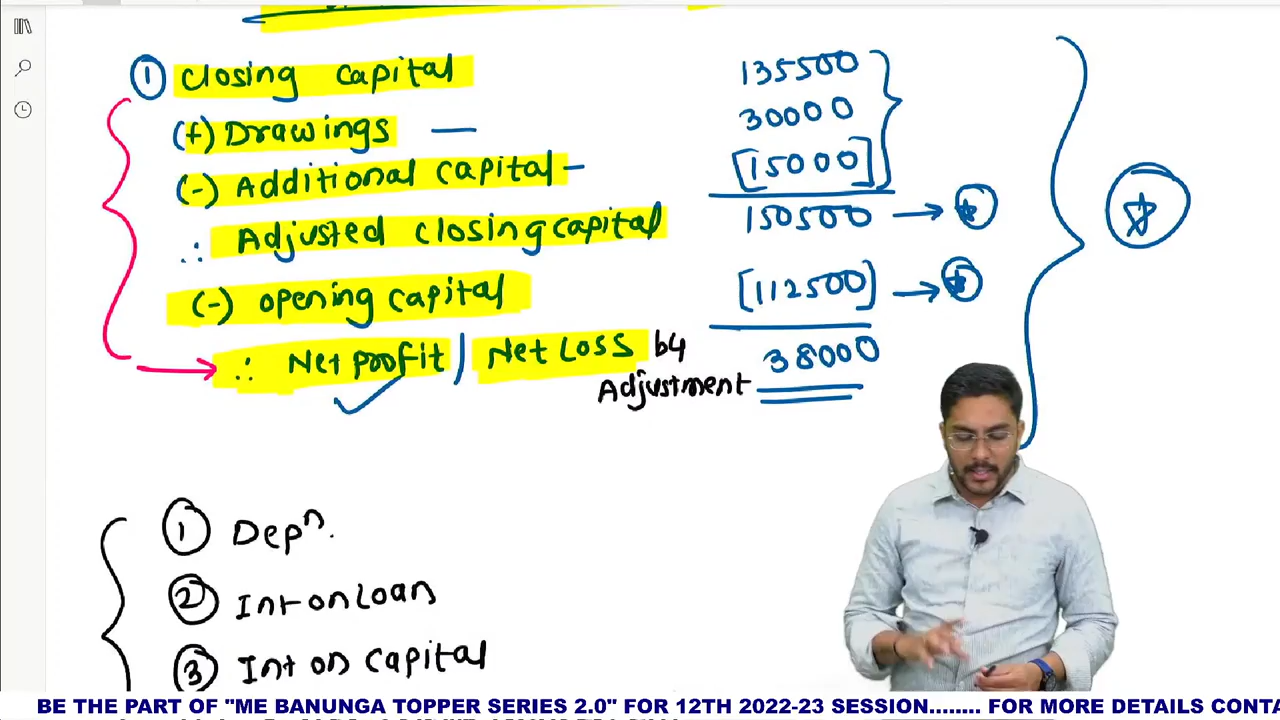 ① Closing capital 135500
(+) Drawings — 30000
(-) Additional capital - [15000]
∴ Adjusted closing capital 150500 →
(-) opening capital [112500] →
∴ Net profit / Net Loss b4 Adjustment 38000
① Depⁿ.
② Int on Loan
③ Int on capital
BE THE PART OF "ME BANUNGA TOPPER SERIES 2.0" FOR 12TH 2022-23 SESSION........ FOR MORE DETAILS CONTA